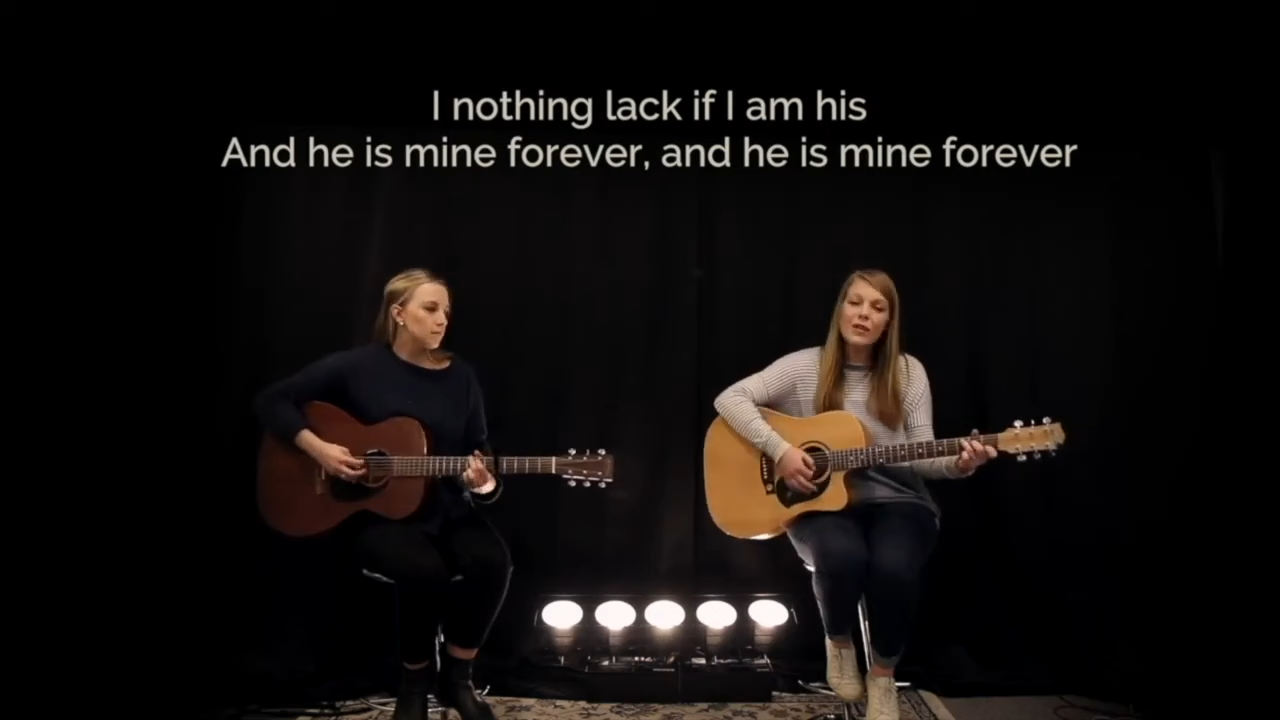 I nothing lack if I am his
And he is mine forever, and he is mine forever